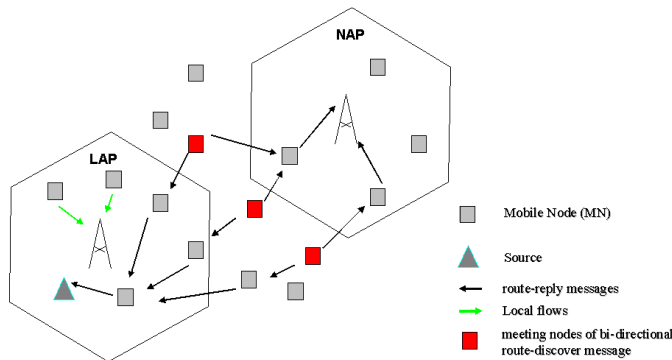 NAP
LAP
Mobile Node (MN)
Source
route-reply messages
Local flows
meeting nodes of bi-directional
route-discover message